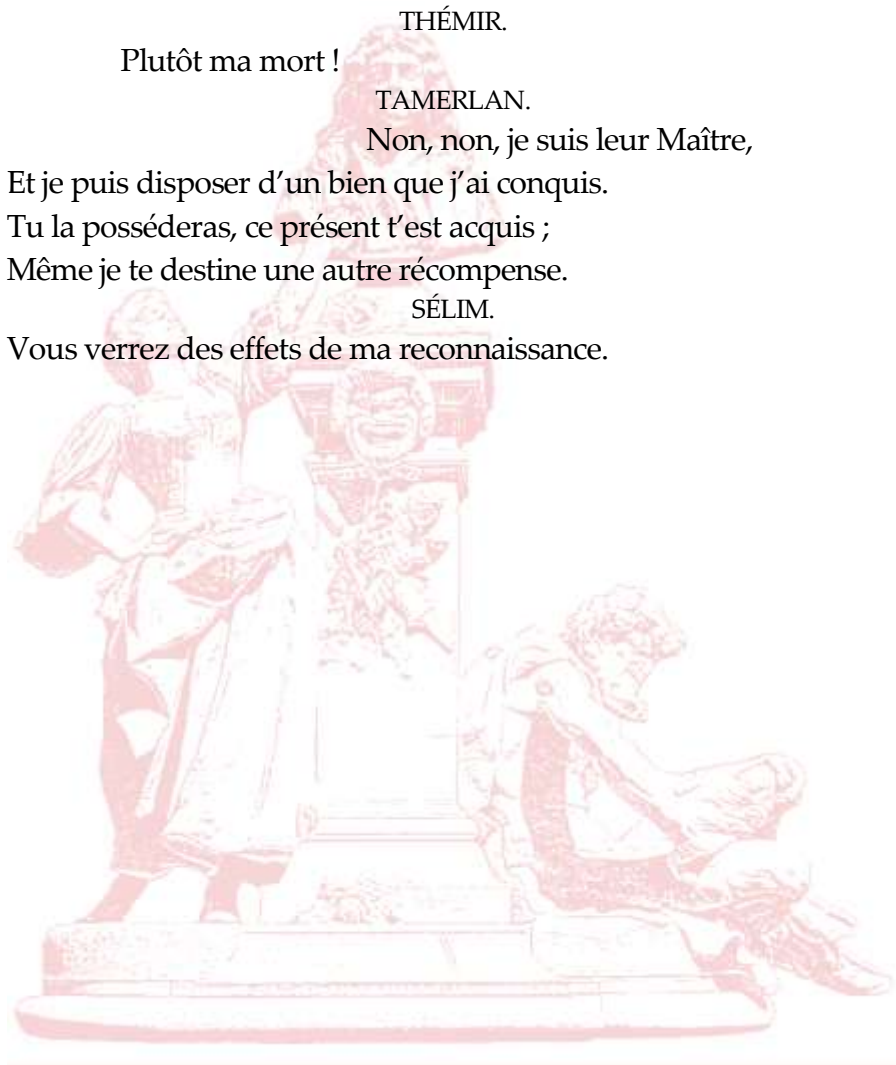 THÉMIR.
Plutôt ma mort !
TAMERLAN.
Non, non, je suis leur Maître,
Et je puis disposer d’un bien que j’ai conquis.
Tu la posséderas, ce présent t’est acquis ;
Même je te destine une autre récompense.
SÉLIM.
Vous verrez des effets de ma reconnaissance.